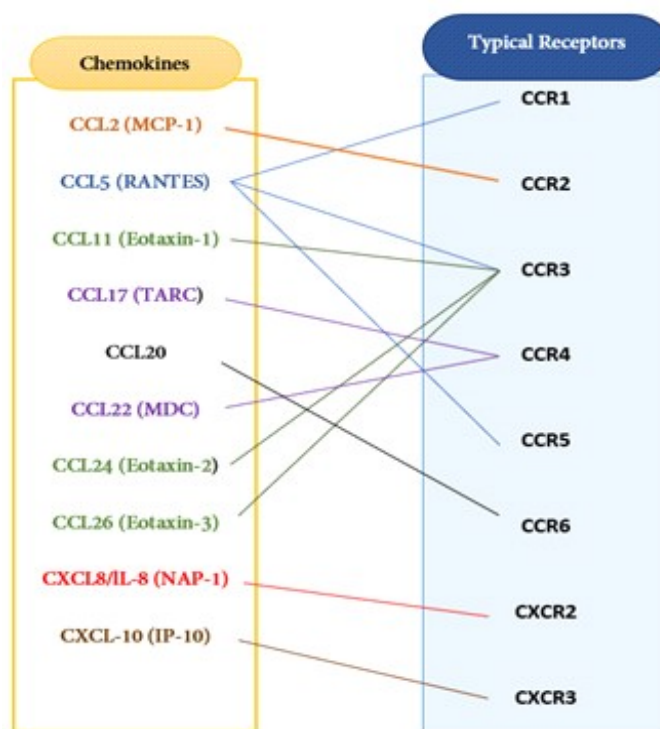 Chemokines
CCL2 (MCP-1)
CCL5 (RANTES)
CCL11 (Eotaxin-1)
CCL17 (TARC)
CCL20
CCL22 (MDC)
CCL24 (Eotaxin-2)
CCL26 (Eotaxin-3)
CXCL8/IL-8 (NAP-1)
CXCL-10 (IP-10)
Typical Receptors
CCR1
CCR2
CCR3
CCR4
CCR5
CCR6
CXCR2
CXCR3